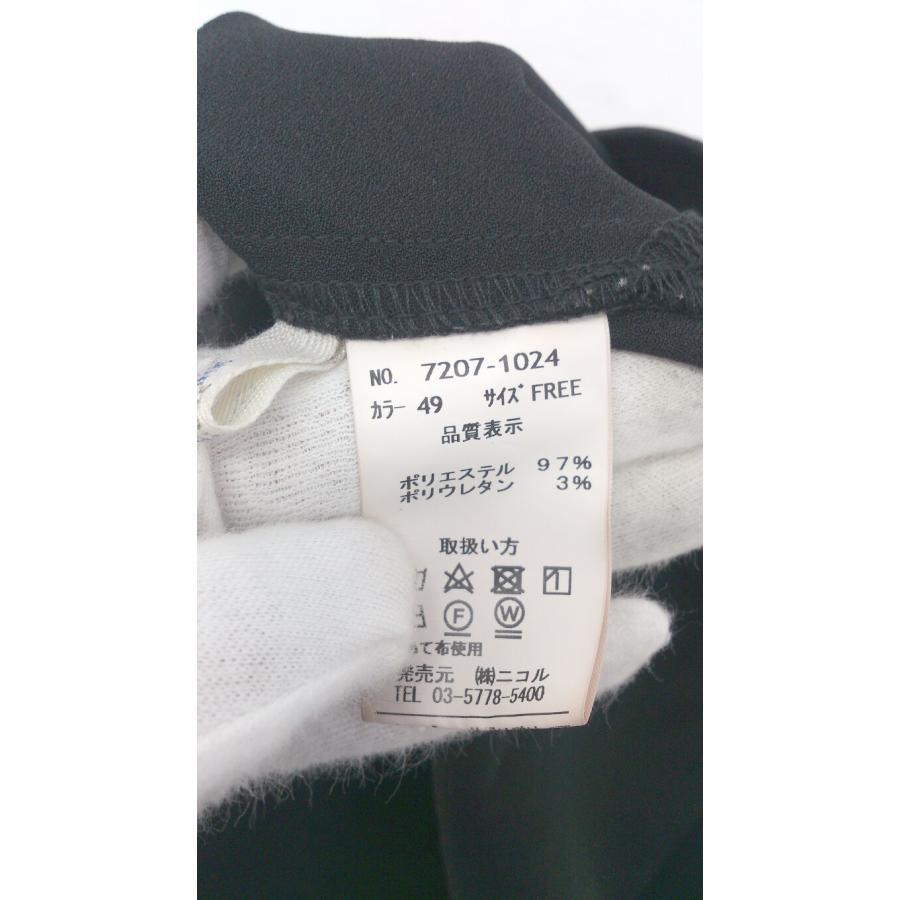 NO. 7207-1024
カラー 49 サイズ FREE
品質表示
ポリエステル 97%
ポリウレタン 3%
取扱い方
F W
て布使用
発売元 ㈱ニコル
TEL 03-5778-5400